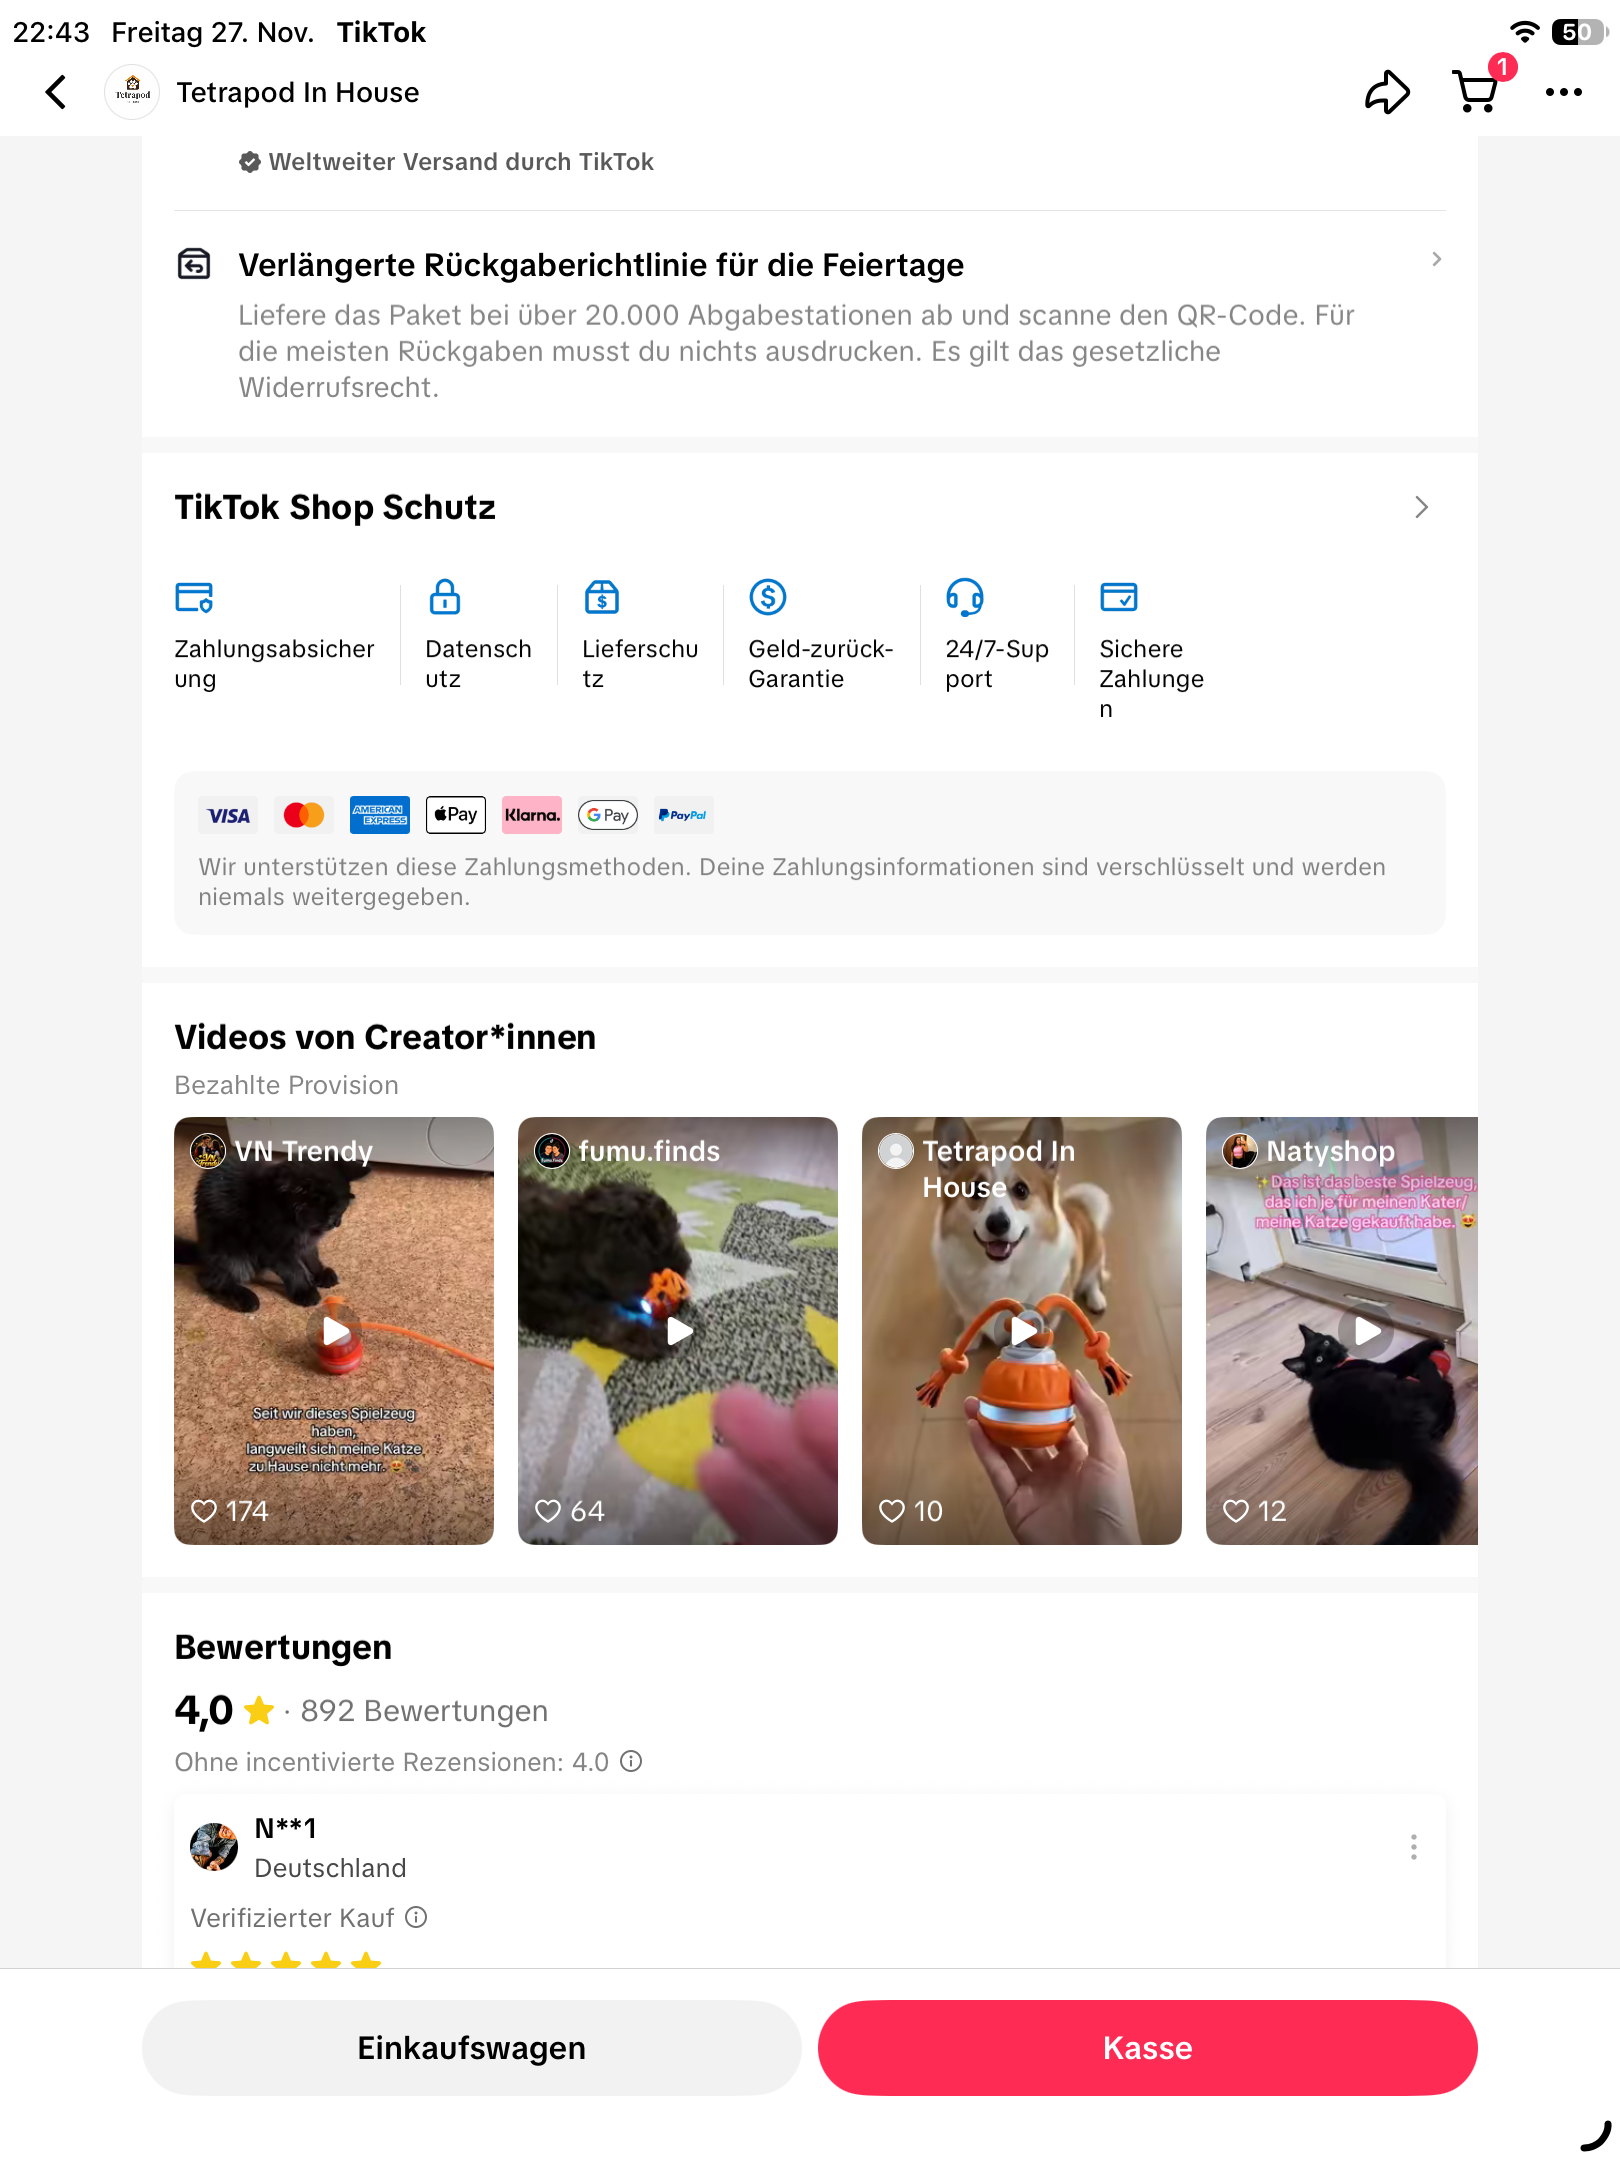 22:43 Freitag 27. Nov. TikTok
50
Tetrapod
Tetrapod In House
1
Weltweiter Versand durch TikTok
Verlängerte Rückgaberichtlinie für die Feiertage
Liefere das Paket bei über 20.000 Abgabestationen ab und scanne den QR-Code. Für
die meisten Rückgaben musst du nichts ausdrucken. Es gilt das gesetzliche
Widerrufsrecht.
TikTok Shop Schutz
Zahlungsabsicher
ung
Datensch
utz
Lieferschu
tz
Geld-zurück-
Garantie
24/7-Sup
port
Sichere
Zahlunge
n
VISA
AMERICAN
EXPRESS
Pay
Klarna.
G Pay
PayPal
Wir unterstützen diese Zahlungsmethoden. Deine Zahlungsinformationen sind verschlüsselt und werden
niemals weitergegeben.
Videos von Creator*innen
Bezahlte Provision
VN Trendy
Seit wir dieses Spielzeug
haben,
langweilt sich meine Katze
zu Hause nicht mehr.
174
fumu.finds
64
Tetrapod In
House
10
Natyshop
Das ist das beste Spielzeug,
das ich je für meinen Kater/
meine Katze gekauft habe.
12
Bewertungen
4,0 · 892 Bewertungen
Ohne incentivierte Rezensionen: 4.0
N**1
Deutschland
Verifizierter Kauf
Einkaufswagen
Kasse